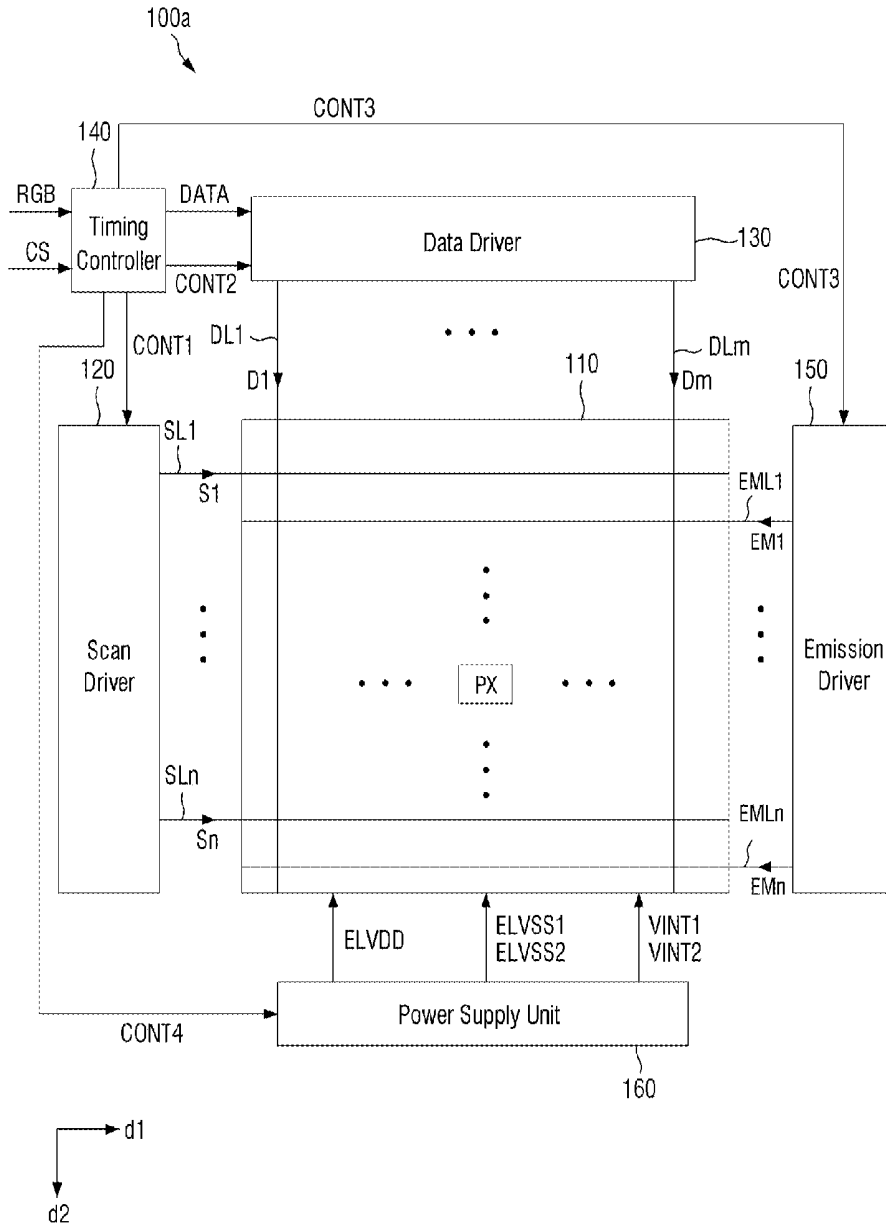 100a
CONT3
140
RGB
DATA
Timing
Controller
Data Driver
130
CS
CONT2
CONT3
CONT1
DL1
DLm
120
D1
Dm
110
150
SL1
S1
EML1
EM1
Scan
Driver
PX
Emission
Driver
SLn
Sn
EMLn
EMn
ELVDD
ELVSS1
ELVSS2
VINT1
VINT2
CONT4
Power Supply Unit
160
d1
d2